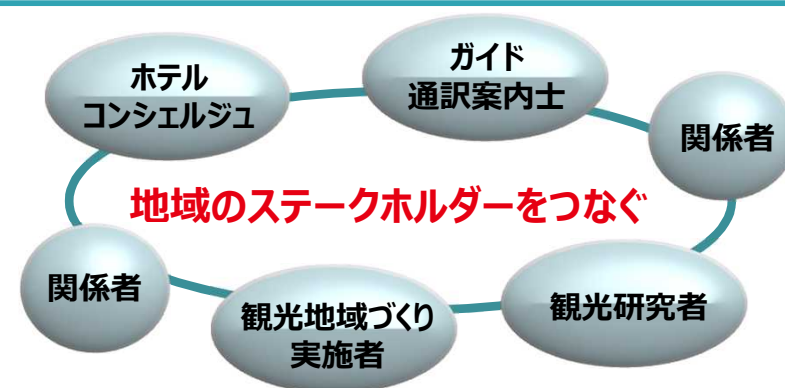 ホテル
コンシェルジュ
ガイド
通訳案内士
関係者
地域のステークホルダーをつなぐ
関係者
観光地域づくり
実施者
観光研究者